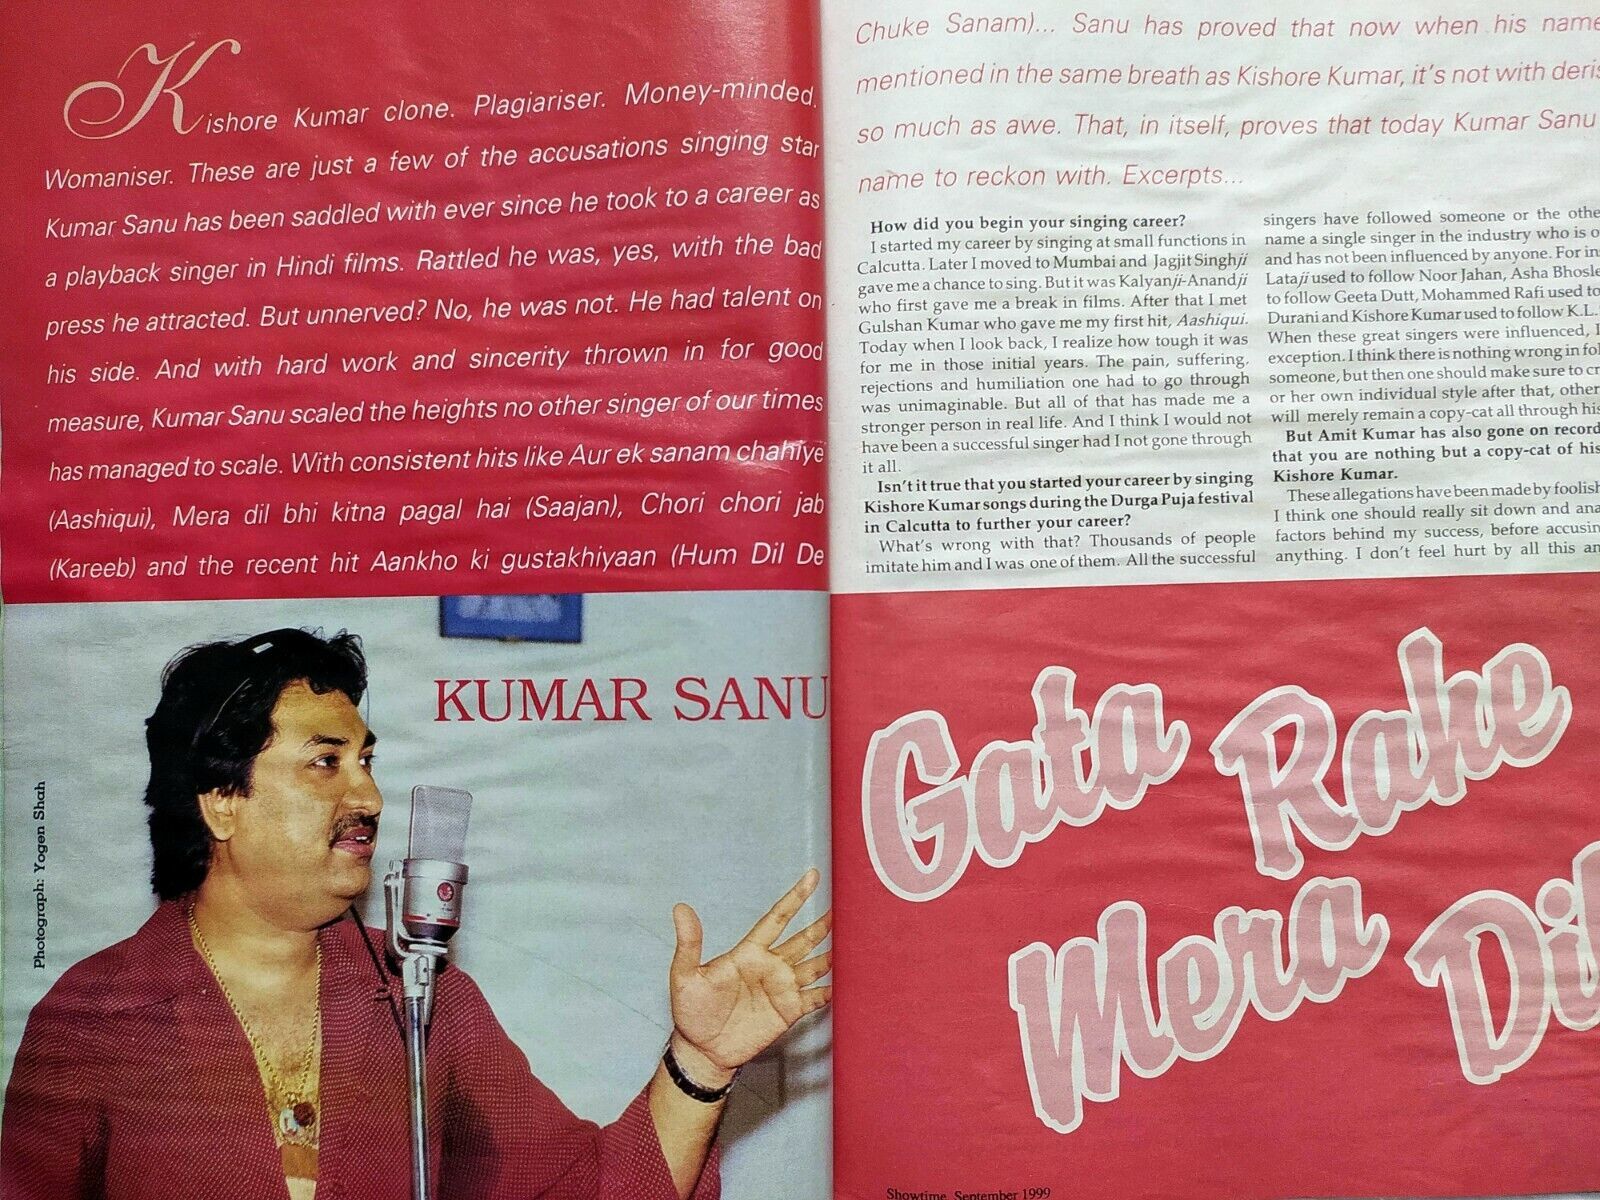 Kishore Kumar clone. Plagiariser. Money-minded.
Womaniser. These are just a few of the accusations singing star
Kumar Sanu has been saddled with ever since he took to a career as
a playback singer in Hindi films. Rattled he was, yes, with the bad
press he attracted. But unnerved? No, he was not. He had talent on
his side. And with hard work and sincerity thrown in for good
measure, Kumar Sanu scaled the heights no other singer of our times
has managed to scale. With consistent hits like Aur ek sanam chahiye
(Aashiqui), Mera dil bhi kitna pagal hai (Saajan), Chori chori jab
(Kareeb) and the recent hit Aankho ki gustakhiyaan (Hum Dil De
KUMAR SANU
Photograph: Yogen Shah
Chuke Sanam)... Sanu has proved that now when his name
mentioned in the same breath as Kishore Kumar, it's not with deris
so much as awe. That, in itself, proves that today Kumar Sanu
name to reckon with. Excerpts...
How did you begin your singing career?
I started my career by singing at small functions in
Calcutta. Later I moved to Mumbai and Jagjit Singhji
gave me a chance to sing. But it was Kalyanji-Anandji
who first gave me a break in films. After that I met
Gulshan Kumar who gave me my first hit, Aashiqui.
Today when I look back, I realize how tough it was
for me in those initial years. The pain, suffering,
rejections and humiliation one had to go through
was unimaginable. But all of that has made me a
stronger person in real life. And I think I would not
have been a successful singer had I not gone through
it all.
Isn't it true that you started your career by singing
Kishore Kumar songs during the Durga Puja festival
in Calcutta to further your career?
What's wrong with that? Thousands of people
imitate him and I was one of them. All the successful
singers have followed someone or the othe
name a single singer in the industry who is o
and has not been influenced by anyone. For in
Lataji used to follow Noor Jahan, Asha Bhosle
to follow Geeta Dutt, Mohammed Rafi used to
Durani and Kishore Kumar used to follow K.L.
When these great singers were influenced, I
exception. I think there is nothing wrong in fol
someone, but then one should make sure to cr
or her own individual style after that, other
will merely remain a copy-cat all through his
But Amit Kumar has also gone on record
that you are nothing but a copy-cat of his
Kishore Kumar.
These allegations have been made by foolish
I think one should really sit down and ana
factors behind my success, before accusin
anything. I don't feel hurt by all this an
Gata Rahe
Mera Dil
Showtime, September 1999